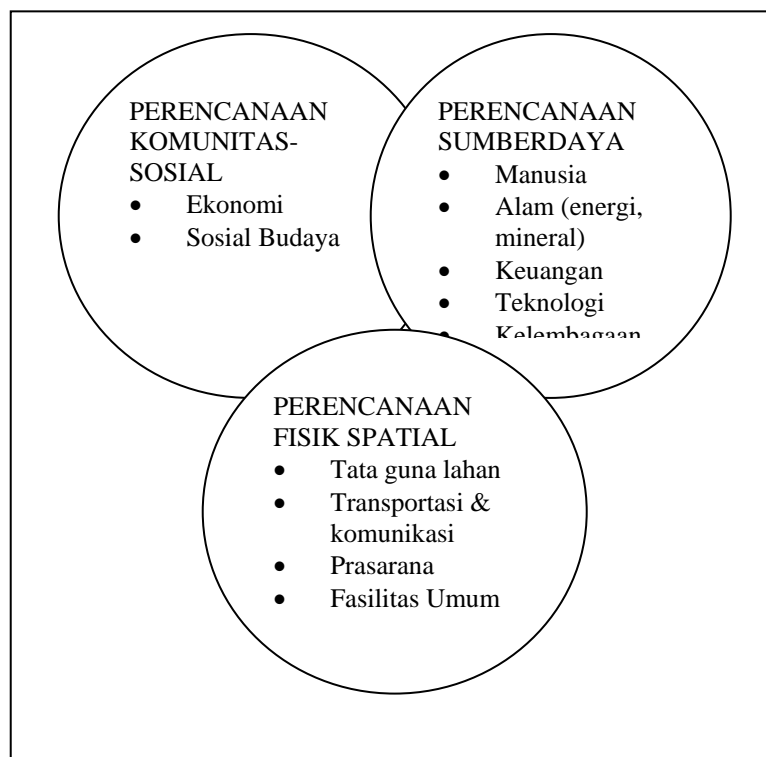 PERENCANAAN
KOMUNITAS-
SOSIAL
• Ekonomi
• Sosial Budaya
PERENCANAAN
SUMBERDAYA
• Manusia
• Alam (energi,
mineral)
• Keuangan
• Teknologi
• Kelembagaan
PERENCANAAN
FISIK SPATIAL
• Tata guna lahan
• Transportasi &
komunikasi
• Prasarana
• Fasilitas Umum